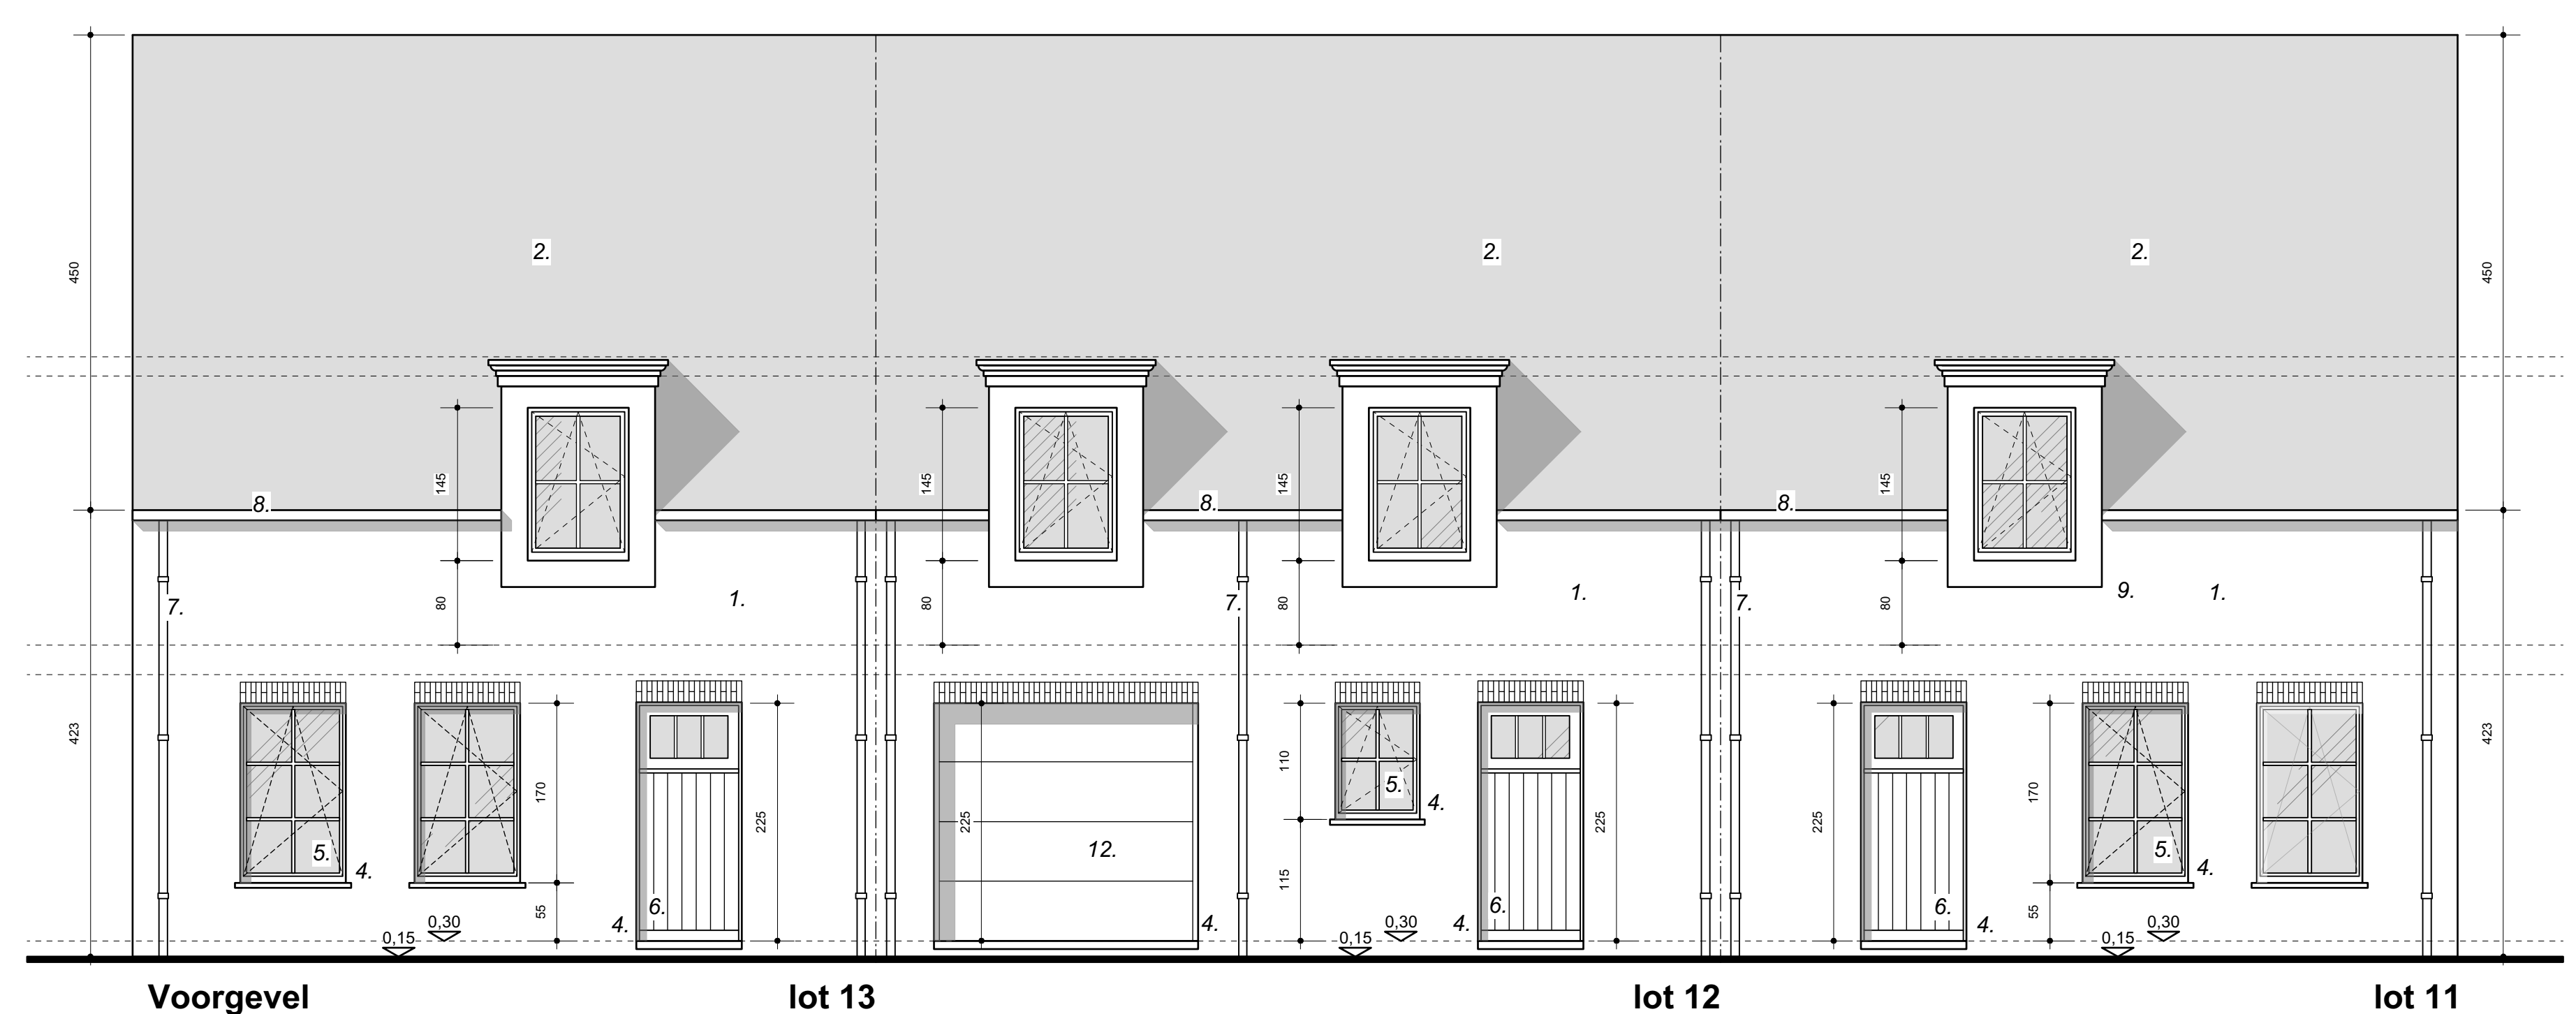 2. 2. 2.
450 450
145 145 145 145
8. 8. 8.
80 80 80 80
7. 1. 7. 1. 7. 9. 1.
423 423
170 225 225 110 225 225 170
5. 4. 12. 5. 4. 5. 4.
115
55 4. 6. 4. 4. 6. 6. 4. 55
0,15 0,30 0,15 0,30 0,15 0,30
Voorgevel lot 13 lot 12 lot 11